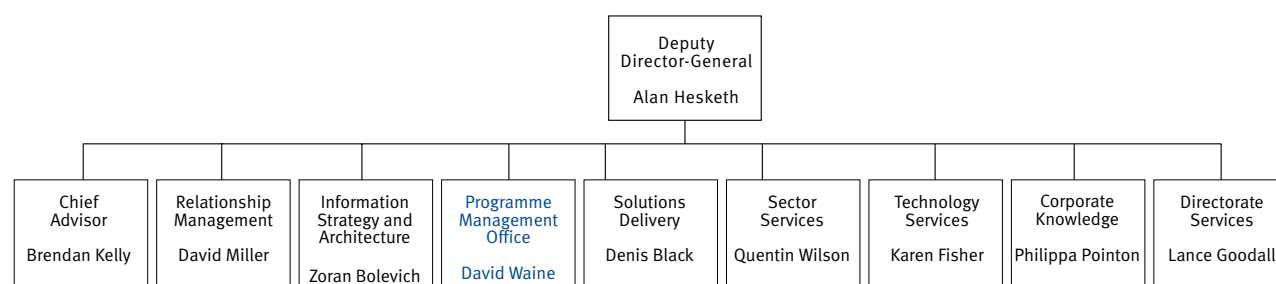 Deputy
Director-General
Alan Hesketh
Chief
Advisor
Brendan Kelly
Relationship
Management
David Miller
Information
Strategy and
Architecture
Zoran Bolevich
Programme
Management
Office
David Waine
Solutions
Delivery
Denis Black
Sector
Services
Quentin Wilson
Technology
Services
Karen Fisher
Corporate
Knowledge
Philippa Pointon
Directorate
Services
Lance Goodall